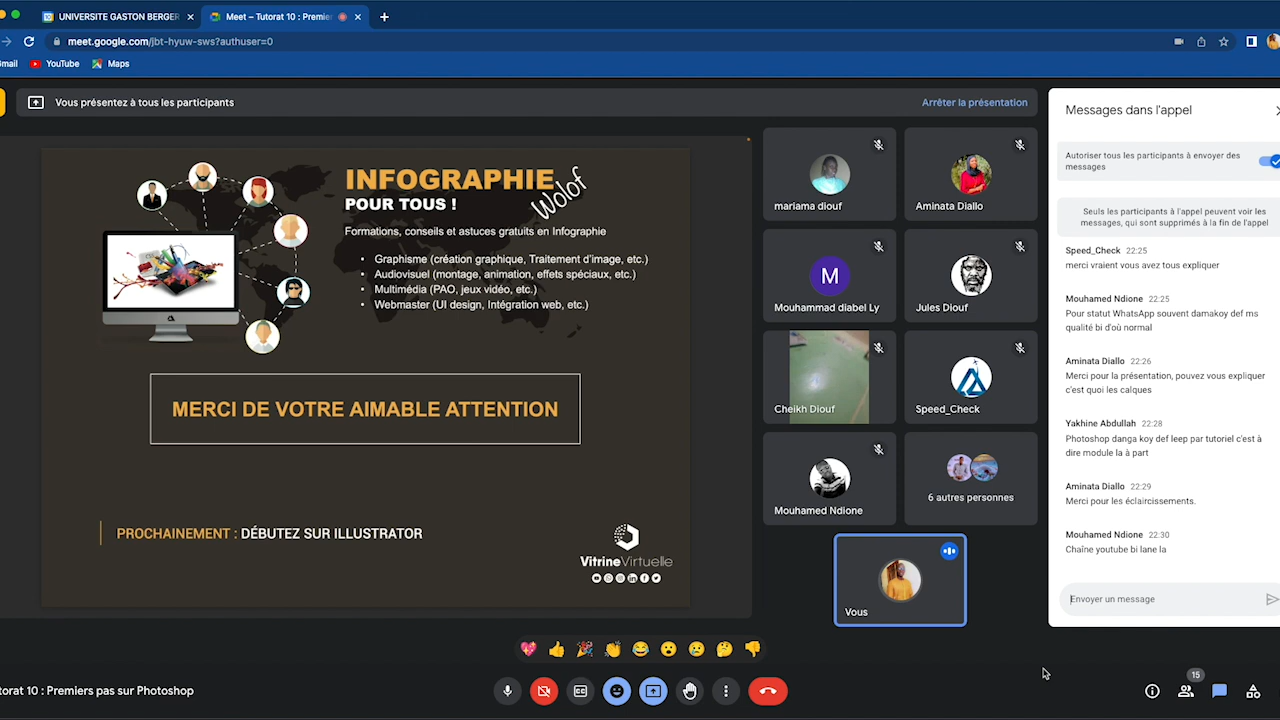 UNIVERSITE GASTON BERGER
Meet – Tutorat 10 : Premie
meet.google.com/jbt-hyuw-sws?authuser=0
mail
YouTube
Maps
Vous présentez à tous les participants
Arrêter la présentation
INFOGRAPHIE
Wolof
POUR TOUS !
Formations, conseils et astuces gratuits en Infographie
• Graphisme (création graphique, Traitement d'image, etc.)
• Audiovisuel (montage, animation, effets spéciaux, etc.)
• Multimédia (PAO, jeux vidéo, etc.)
• Webmaster (UI design, Intégration web, etc.)
MERCI DE VOTRE AIMABLE ATTENTION
PROCHAINEMENT : DÉBUTEZ SUR ILLUSTRATOR
VitrineVirtuelle
mariama diouf
Aminata Diallo
M
Mouhammad diabel Ly
Jules Diouf
Cheikh Diouf
Speed_Check
Mouhamed Ndione
6 autres personnes
Vous
Messages dans l'appel
Autoriser tous les participants à envoyer des
messages
Seuls les participants à l'appel peuvent voir les
messages, qui sont supprimés à la fin de l'appel
Speed_Check 22:25
merci vraient vous avez tous expliquer
Mouhamed Ndione 22:25
Pour statut WhatsApp souvent damakoy def ms
qualité bi d'où normal
Aminata Diallo 22:26
Merci pour la présentation, pouvez vous expliquer
c'est quoi les calques
Yakhine Abdullah 22:28
Photoshop danga koy def leep par tutoriel c'est à
dire module la à part
Aminata Diallo 22:29
Merci pour les éclaircissements.
Mouhamed Ndione 22:30
Chaîne youtube bi lane la
Envoyer un message
torat 10 : Premiers pas sur Photoshop
15